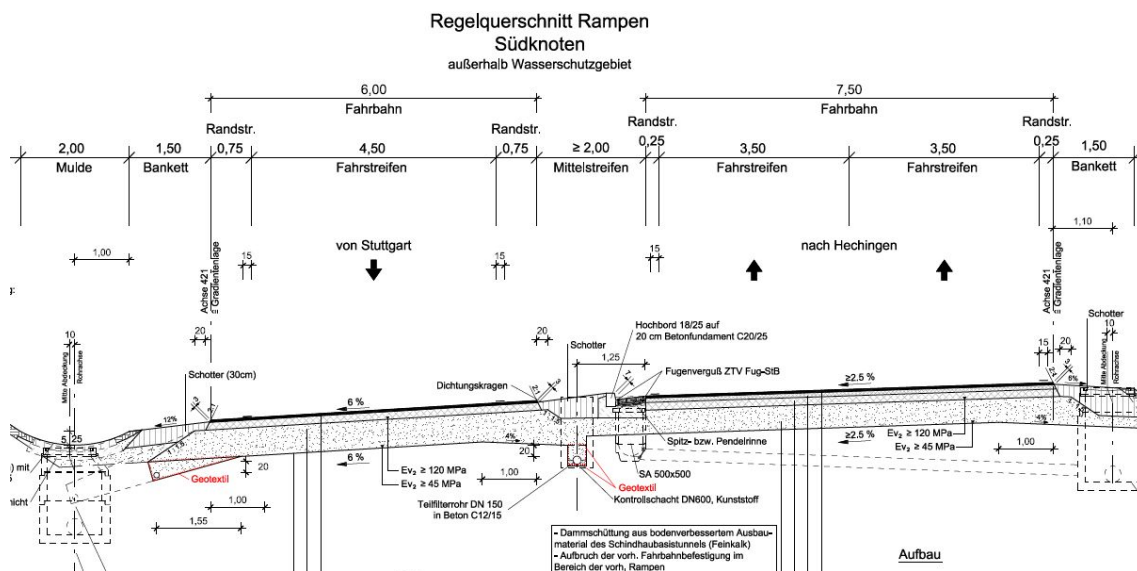 Regelquerschnitt Rampen
Südknoten
außerhalb Wasserschutzgebiet
6,00
Fahrbahn
7,50
Fahrbahn
Randstr.
Randstr.
Randstr.
0,25
Randstr.
0,25
2,00
1,50
0,75
4,50
0,75
≥ 2,00
3,50
3,50
1,50
Mulde
Bankett
Fahrstreifen
Mittelstreifen
Fahrstreifen
Fahrstreifen
Bankett
1,10
von Stuttgart
nach Hechingen
1,00
15
15
15
Achse 421
Gradientenlage
Achse 421
Gradientenlage
g:
Hochbord 18/25 auf
20 cm Betonfundament C20/25
Schotter
10
20
20
Schotter
15
20
10
Mitte Abdeckung
Rohrachse
Mitte Abdeckung
Rohrachse
1,25
Schotter (30cm)
Dichtungskragen
Fugenverguß ZTV Fug-StB
≥2.5 %
6%
12%
6 %
4%
≥2.5 %
4%
Ev₂ ≥ 120 MPa
Ev₂ ≥ 45 MPa
Spitz- bzw. Pendelrinne
5
25
) mit
nicht
Geotextil
20
6 %
Ev₂ ≥ 120 MPa
Ev₂ ≥ 45 MPa
20
1,00
1,00
SA 500x500
Geotextil
Kontrollschacht DN600, Kunststoff
Teilfilterrohr DN 150
in Beton C12/15
1,00
1,55
- Dammschüttung aus bodenverbessertem Ausbau-
material des Schindhaubasistunnels (Feinkalk)
- Aufbruch der vorh. Fahrbahnbefestigung im
Bereich der vorh. Rampen
Aufbau